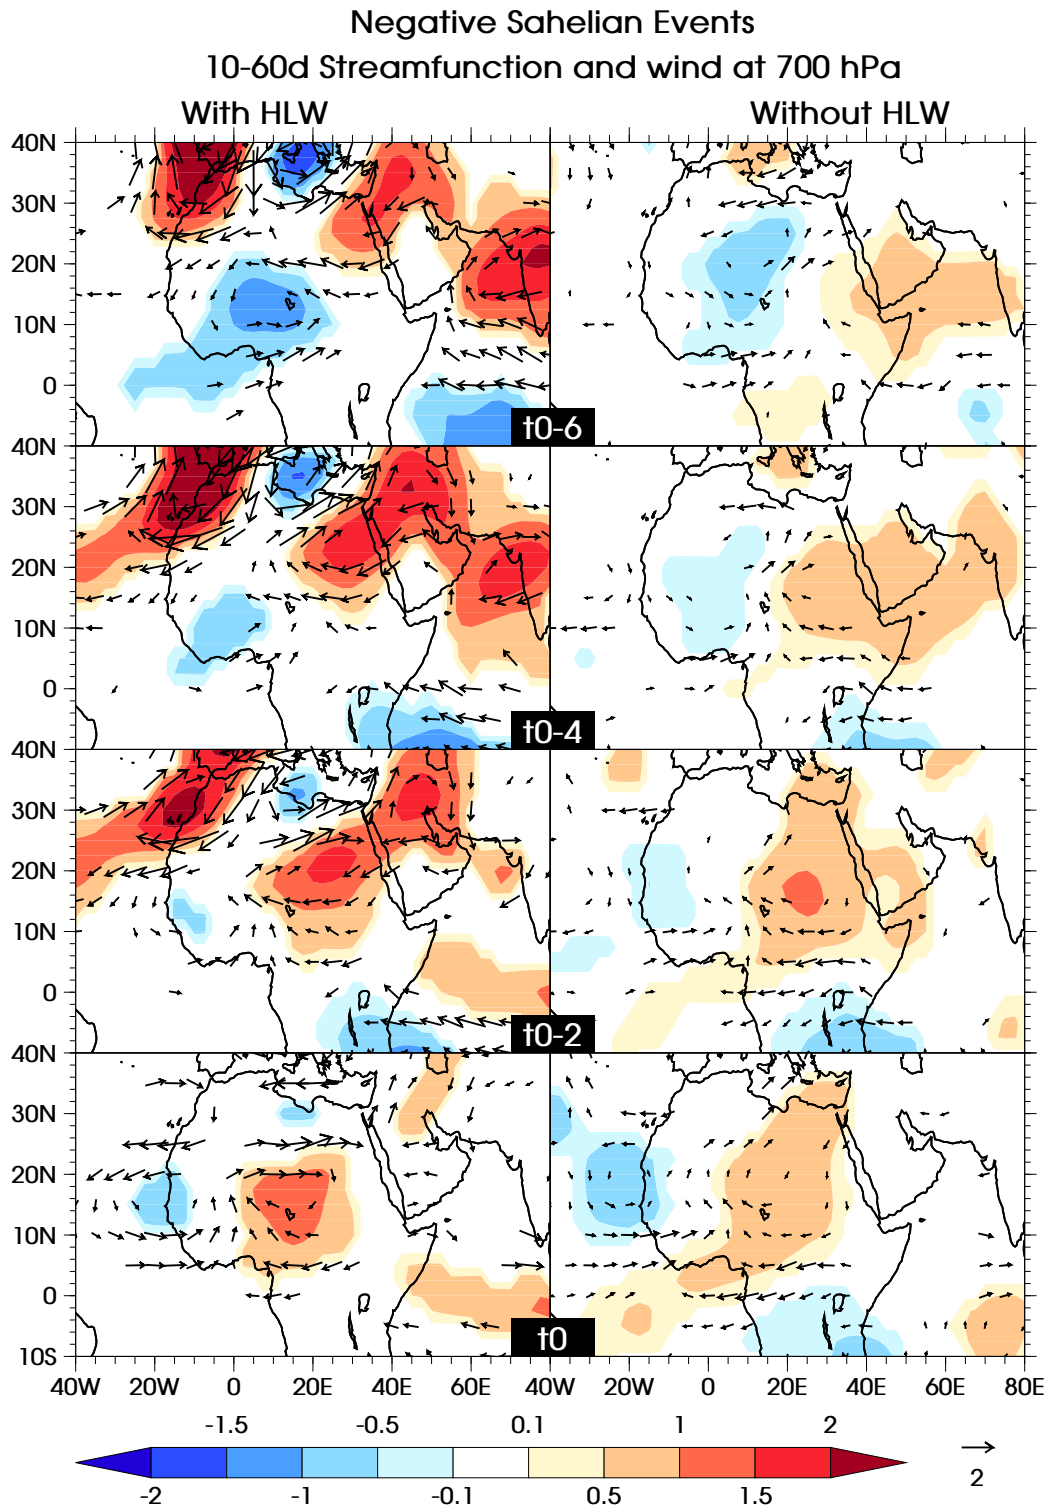 Negative Sahelian Events
10-60d Streamfunction and wind at 700 hPa
With HLW Without HLW
40N
30N
20N
10N
0
t0-6
40N
30N
20N
10N
0
t0-4
40N
30N
20N
10N
0
t0-2
40N
30N
20N
10N
0
10S
t0
40W 20W 0 20E 40E 60E 40W 20W 0 20E 40E 60E 80E
-1.5 -0.5 0.1 1 2
-2 -1 -0.1 0.5 1.5
2